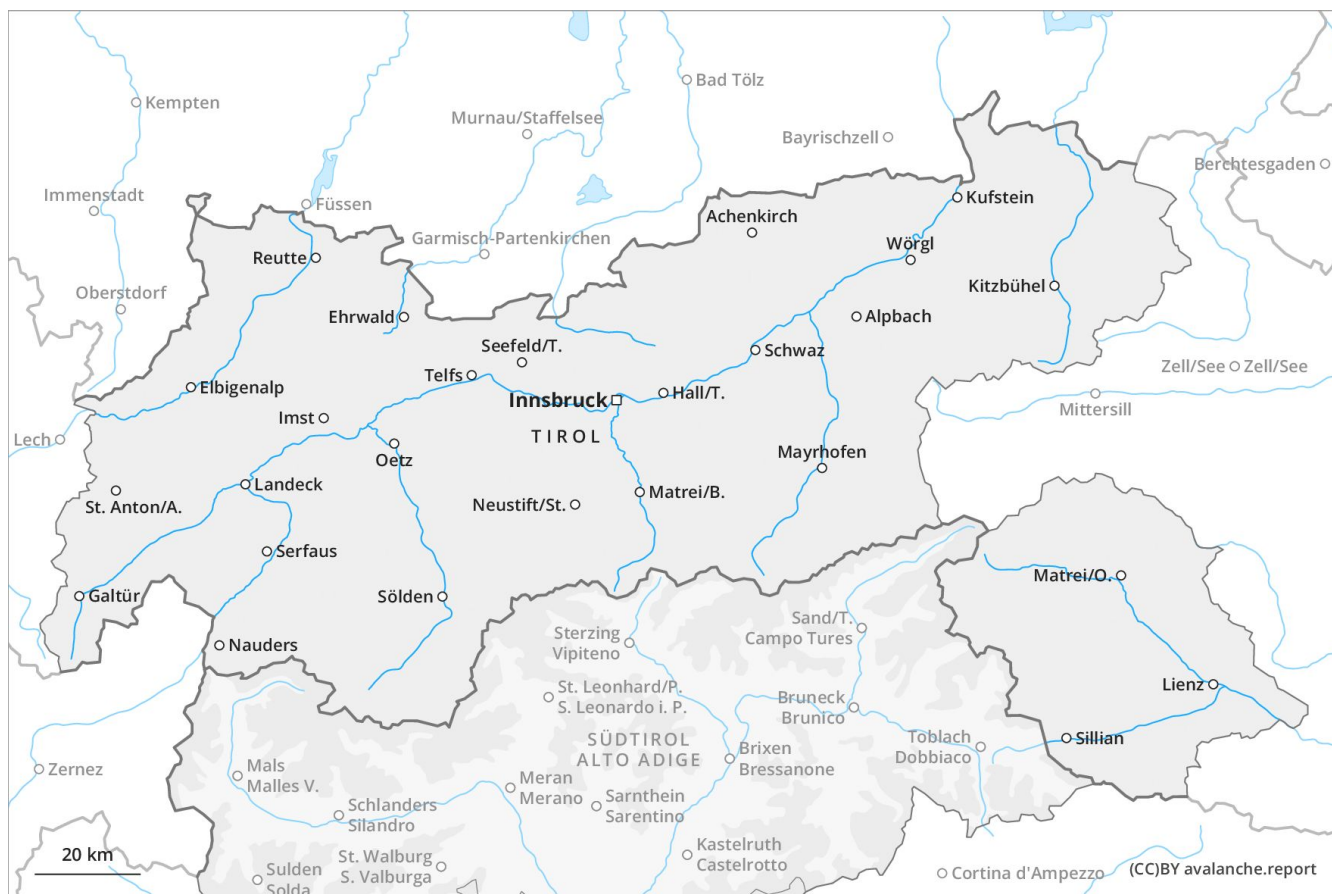 Bad Tölz
Kempten
Murnau/Staffelsee
Bayrischzell
Berchtesgaden
Immenstadt
Füssen
Kufstein
Achenkirch
Garmisch-Partenkirchen
Wörgl
Reutte
Kitzbühel
Oberstdorf
Ehrwald
Alpbach
Seefeld/T.
Schwaz
Telfs
Zell/See
Zell/See
Elbigenalp
Hall/T.
Innsbruck
Mittersill
Imst
TIROL
Lech
Oetz
Mayrhofen
Landeck
Matrei/B.
St. Anton/A.
Neustift/St.
Serfaus
Matrei/O.
Galtür
Sölden
Sand/T.
Campo Tures
Sterzing
Vipiteno
Nauders
Lienz
St. Leonhard/P.
S. Leonardo i. P.
Bruneck
Brunico
Sillian
SÜDTIROL
ALTO ADIGE
Toblach
Dobbiaco
Brixen
Bressanone
Zernez
Mals
Malles V.
Meran
Merano
Sarnthein
Sarentino
Schlanders
Silandro
Kastelruth
Castelrotto
20 km
St. Walburg
S. Valburga
Sulden
Solda
Cortina d'Ampezzo
(CC)BY avalanche.report